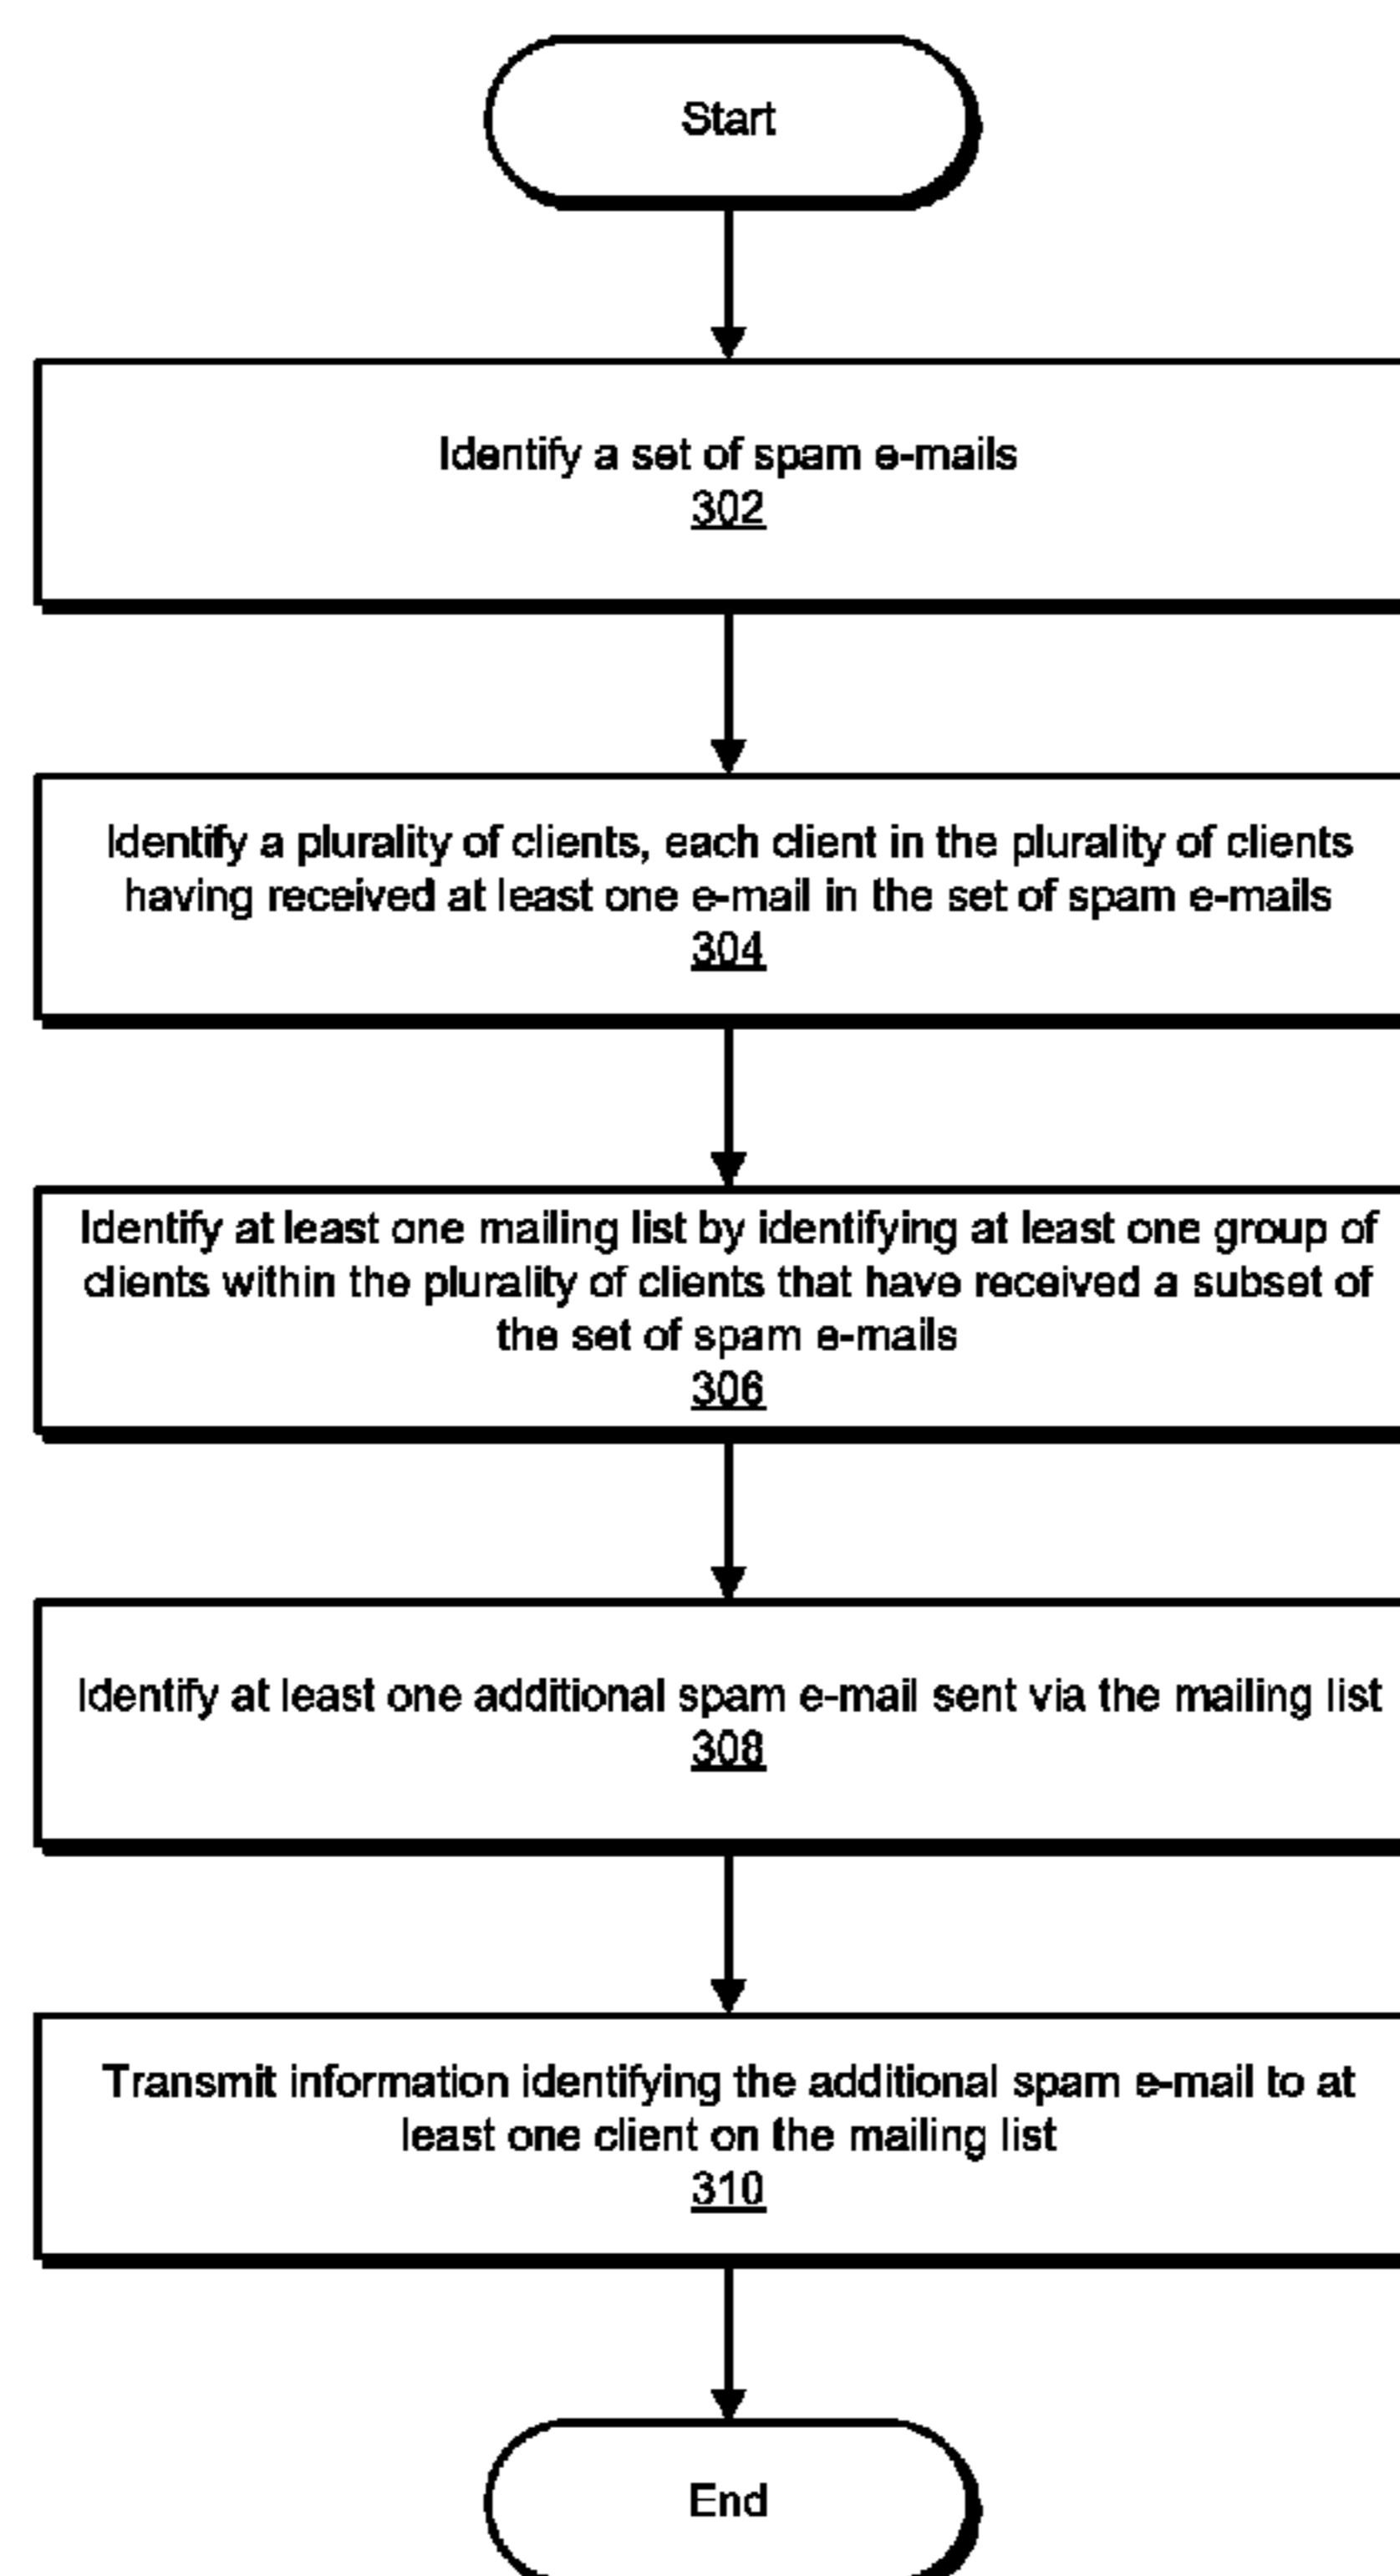 Start
Identify a set of spam e-mails
302
Identify a plurality of clients, each client in the plurality of clients
having received at least one e-mail in the set of spam e-mails
304
Identify at least one mailing list by identifying at least one group of
clients within the plurality of clients that have received a subset of
the set of spam e-mails
306
Identify at least one additional spam e-mail sent via the mailing list
308
Transmit information identifying the additional spam e-mail to at
least one client on the mailing list
310
End